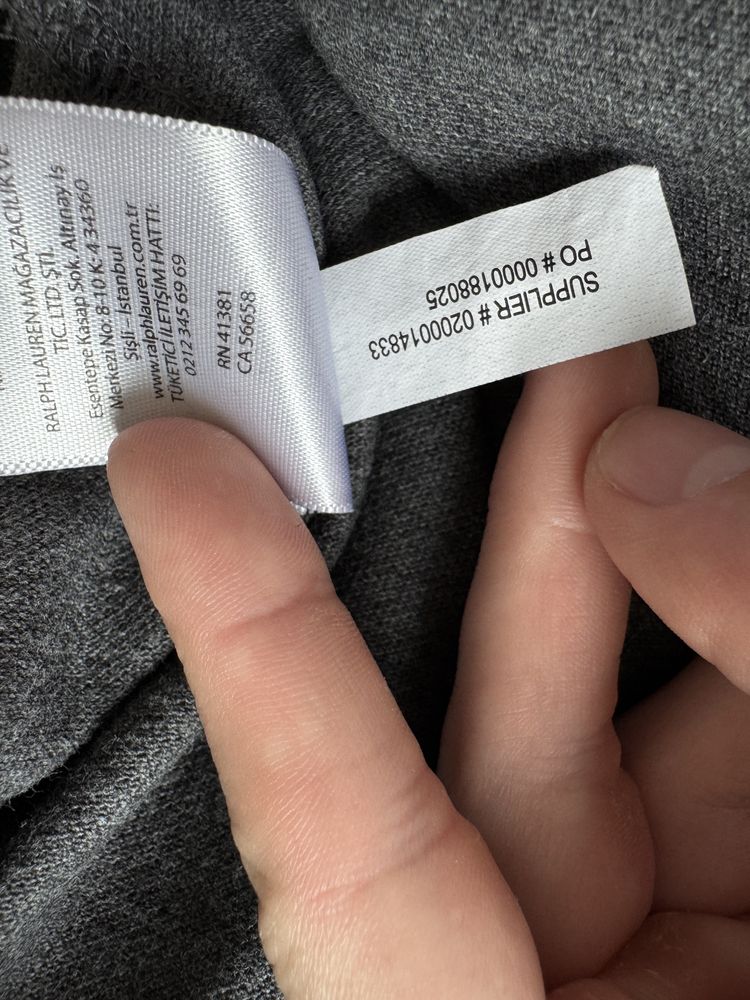 RALPH LAUREN MAĞAZACILIK VE
TİC. LTD. ŞTİ.
Esentepe Kasap Sok. Altınay İş
Merkezi No: 8-10 K: 4 34360
Şişli - İstanbul
www.ralphlauren.com.tr
TÜKETİCİ İLETİŞİM HATTI:
0212 345 69 69
RN 41381
CA 56658
SUPPLIER # 0200014833
PO # 0000188025